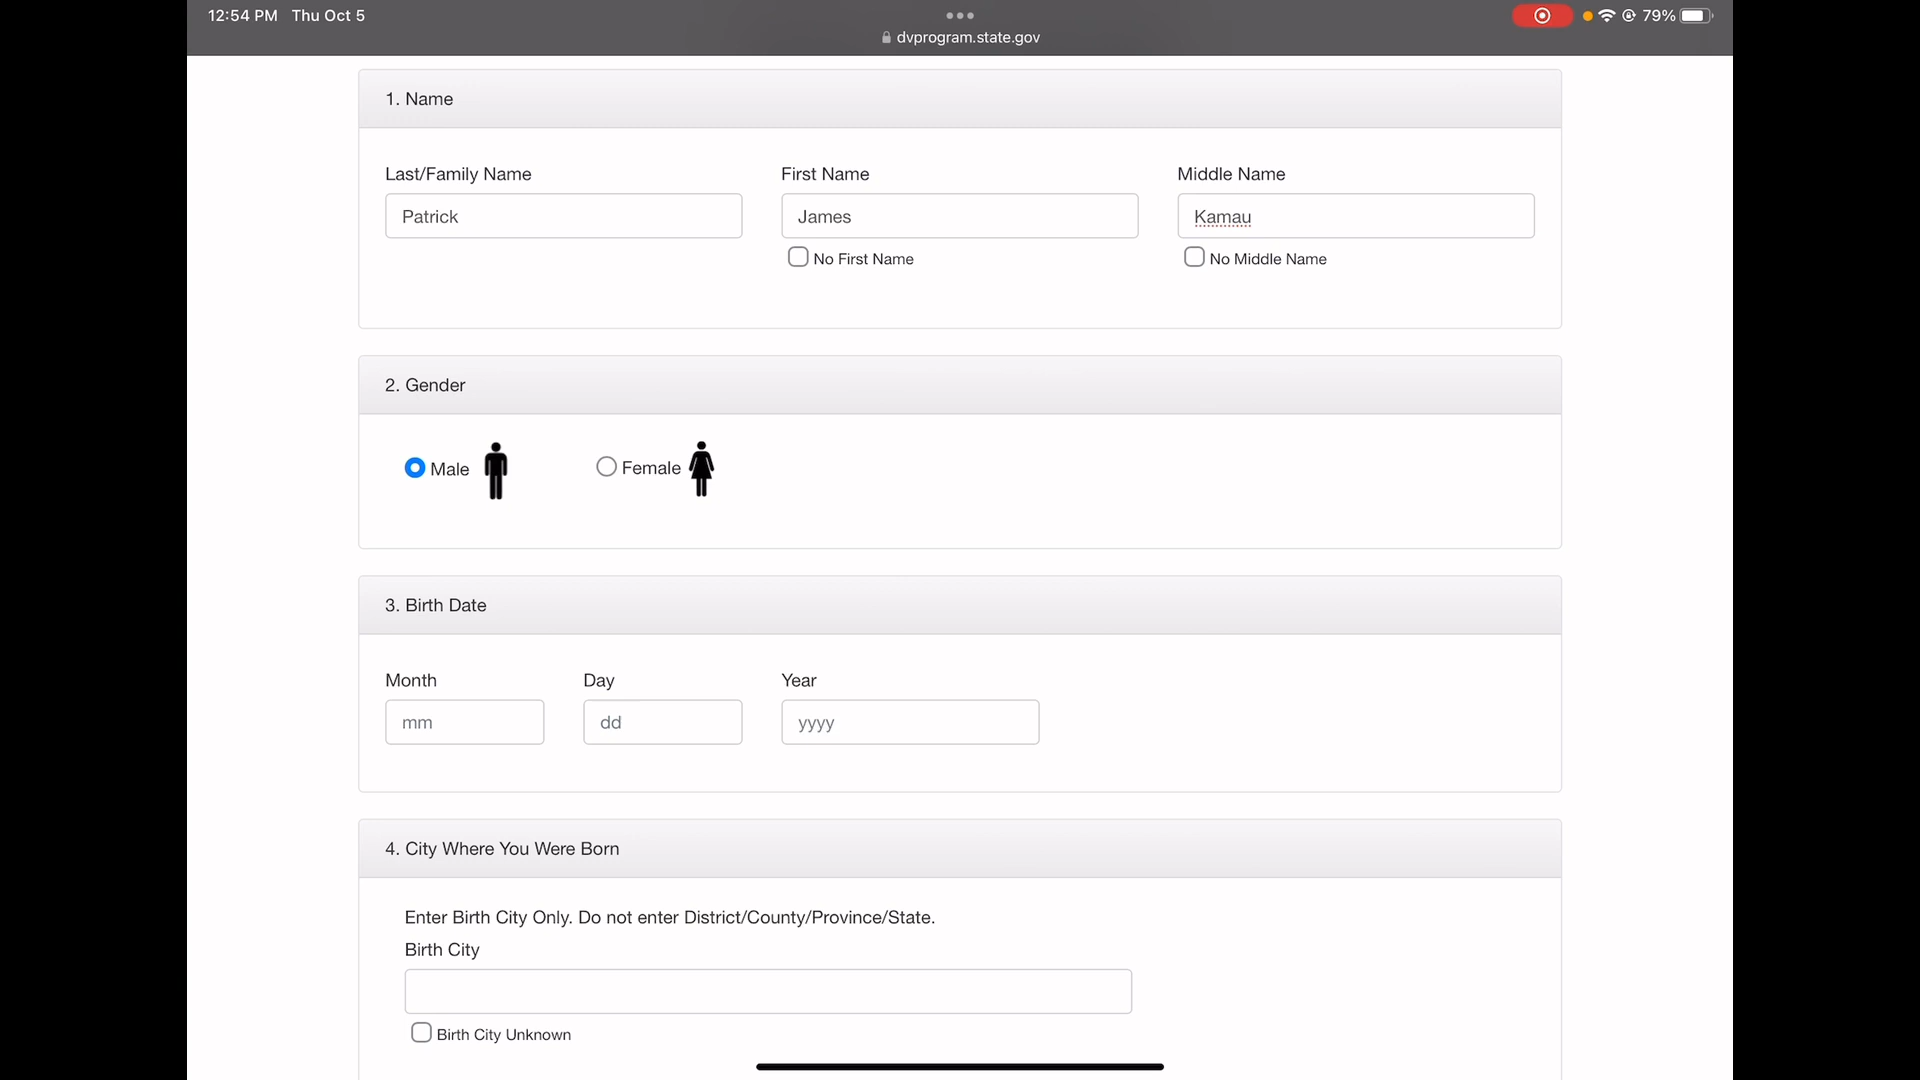 12:54 PM Thu Oct 5
79%
dvprogram.state.gov
1. Name
Last/Family Name First Name Middle Name
Patrick James Kamau
No First Name No Middle Name
2. Gender
Male Female
3. Birth Date
Month Day Year
mm dd yyyy
4. City Where You Were Born
Enter Birth City Only. Do not enter District/County/Province/State.
Birth City
Birth City Unknown